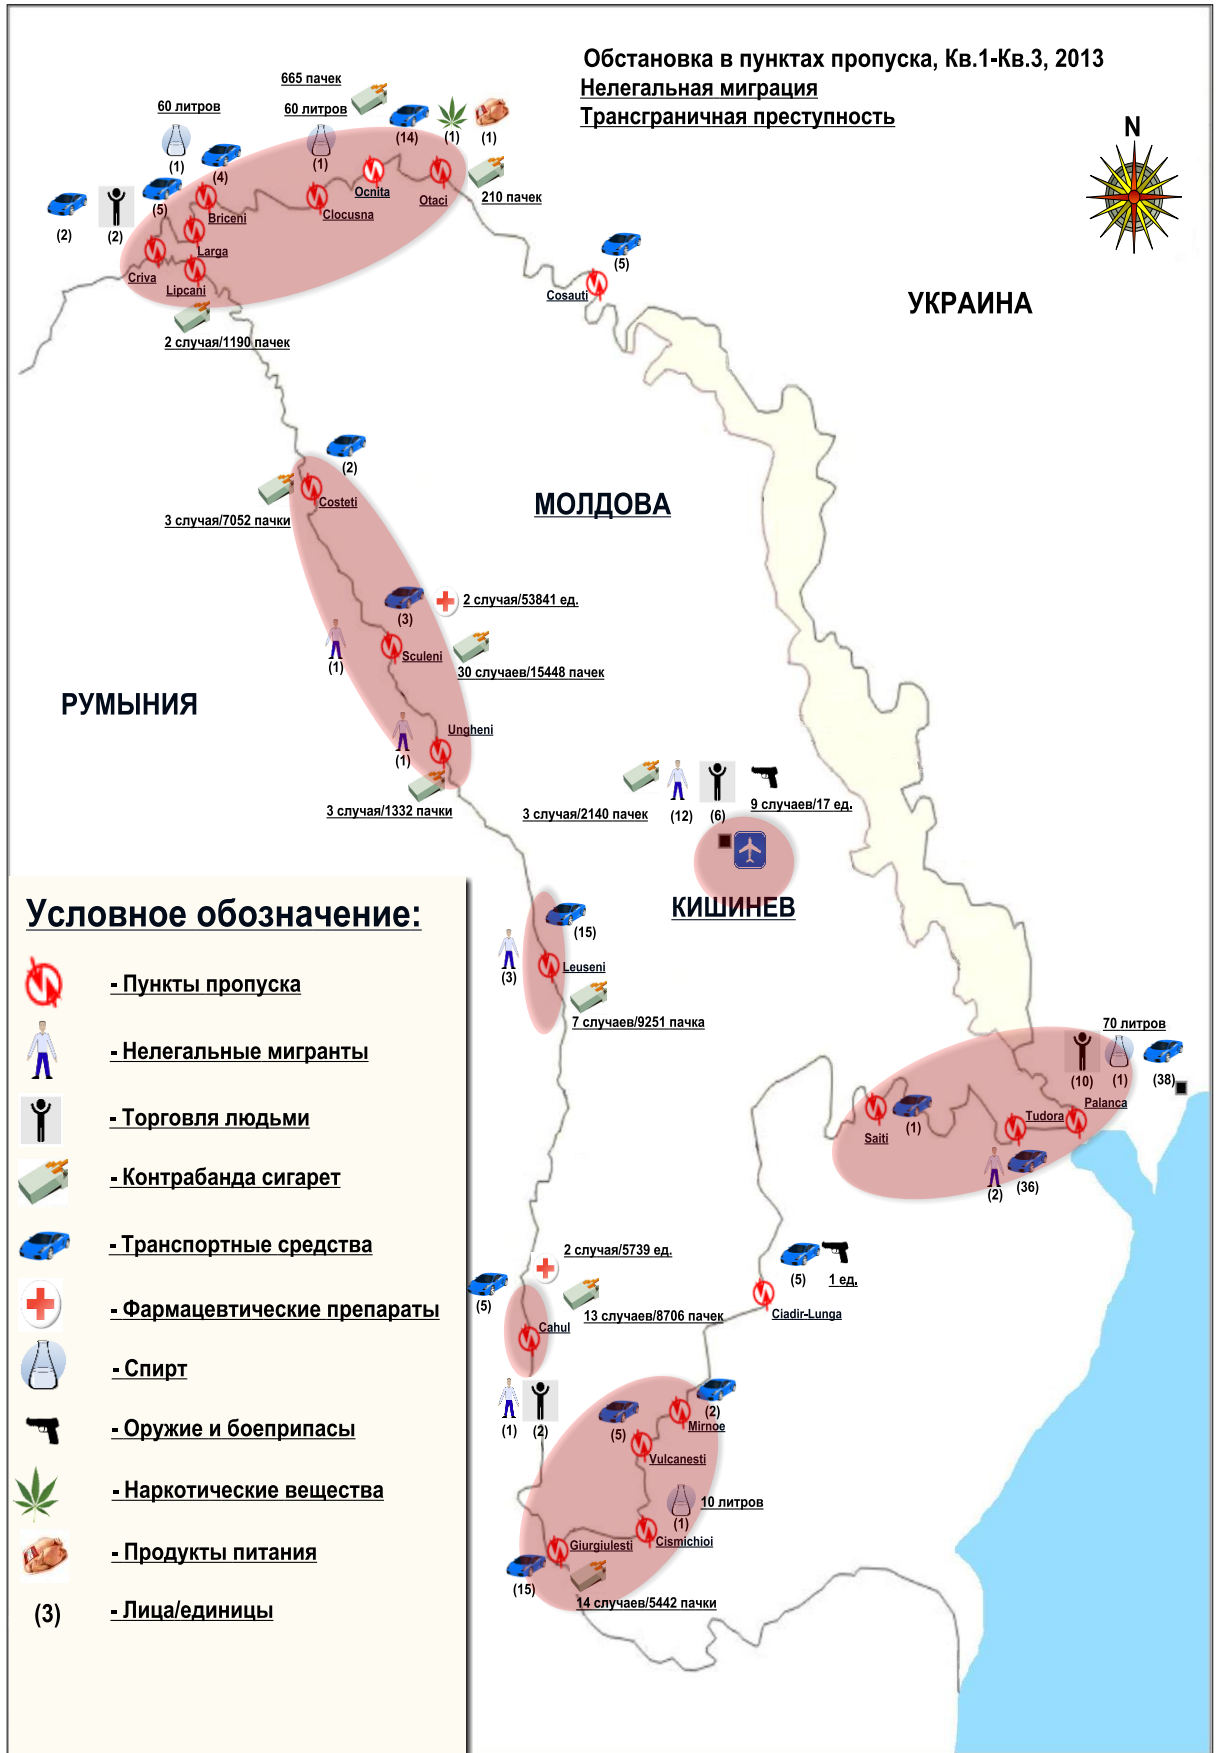 Обстановка в пунктах пропуска, Кв.1-Кв.3, 2013
Нелегальная миграция
Трансграничная преступность
N
665 пачек
60 литров
60 литров
(14)
(1)
(1)
(1)
(1)
(4)
(5)
(2)
(2)
210 пачек
Ocnita
Otaci
Briceni
Clocusna
Larga
Criva
Lipcani
2 случая/1190 пачек
(5)
Cosauti
УКРАИНА
(2)
Costeti
3 случая/7052 пачки
МОЛДОВА
2 случая/53841 ед.
(3)
Sculeni
(1)
30 случаев/15448 пачек
РУМЫНИЯ
Ungheni
(1)
3 случая/1332 пачки
3 случая/2140 пачек
(12)
(6)
9 случаев/17 ед.
КИШИНЕВ
(15)
Leuseni
(3)
7 случаев/9251 пачка
70 литров
(10)
(1)
(38)
Palanca
Tudora
Saiti
(1)
(2)
(36)
2 случая/5739 ед.
(5)
13 случаев/8706 пачек
Cahul
(1)
(2)
(5)
1 ед.
Ciadir-Lunga
(2)
Mirnoe
(5)
Vulcanesti
10 литров
(1)
Cismichioi
Giurgiulesti
(15)
14 случаев/5442 пачки
Условное обозначение:
- Пункты пропуска
- Нелегальные мигранты
- Торговля людьми
- Контрабанда сигарет
- Транспортные средства
- Фармацевтические препараты
- Спирт
- Оружие и боеприпасы
- Наркотические вещества
- Продукты питания
(3) - Лица/единицы